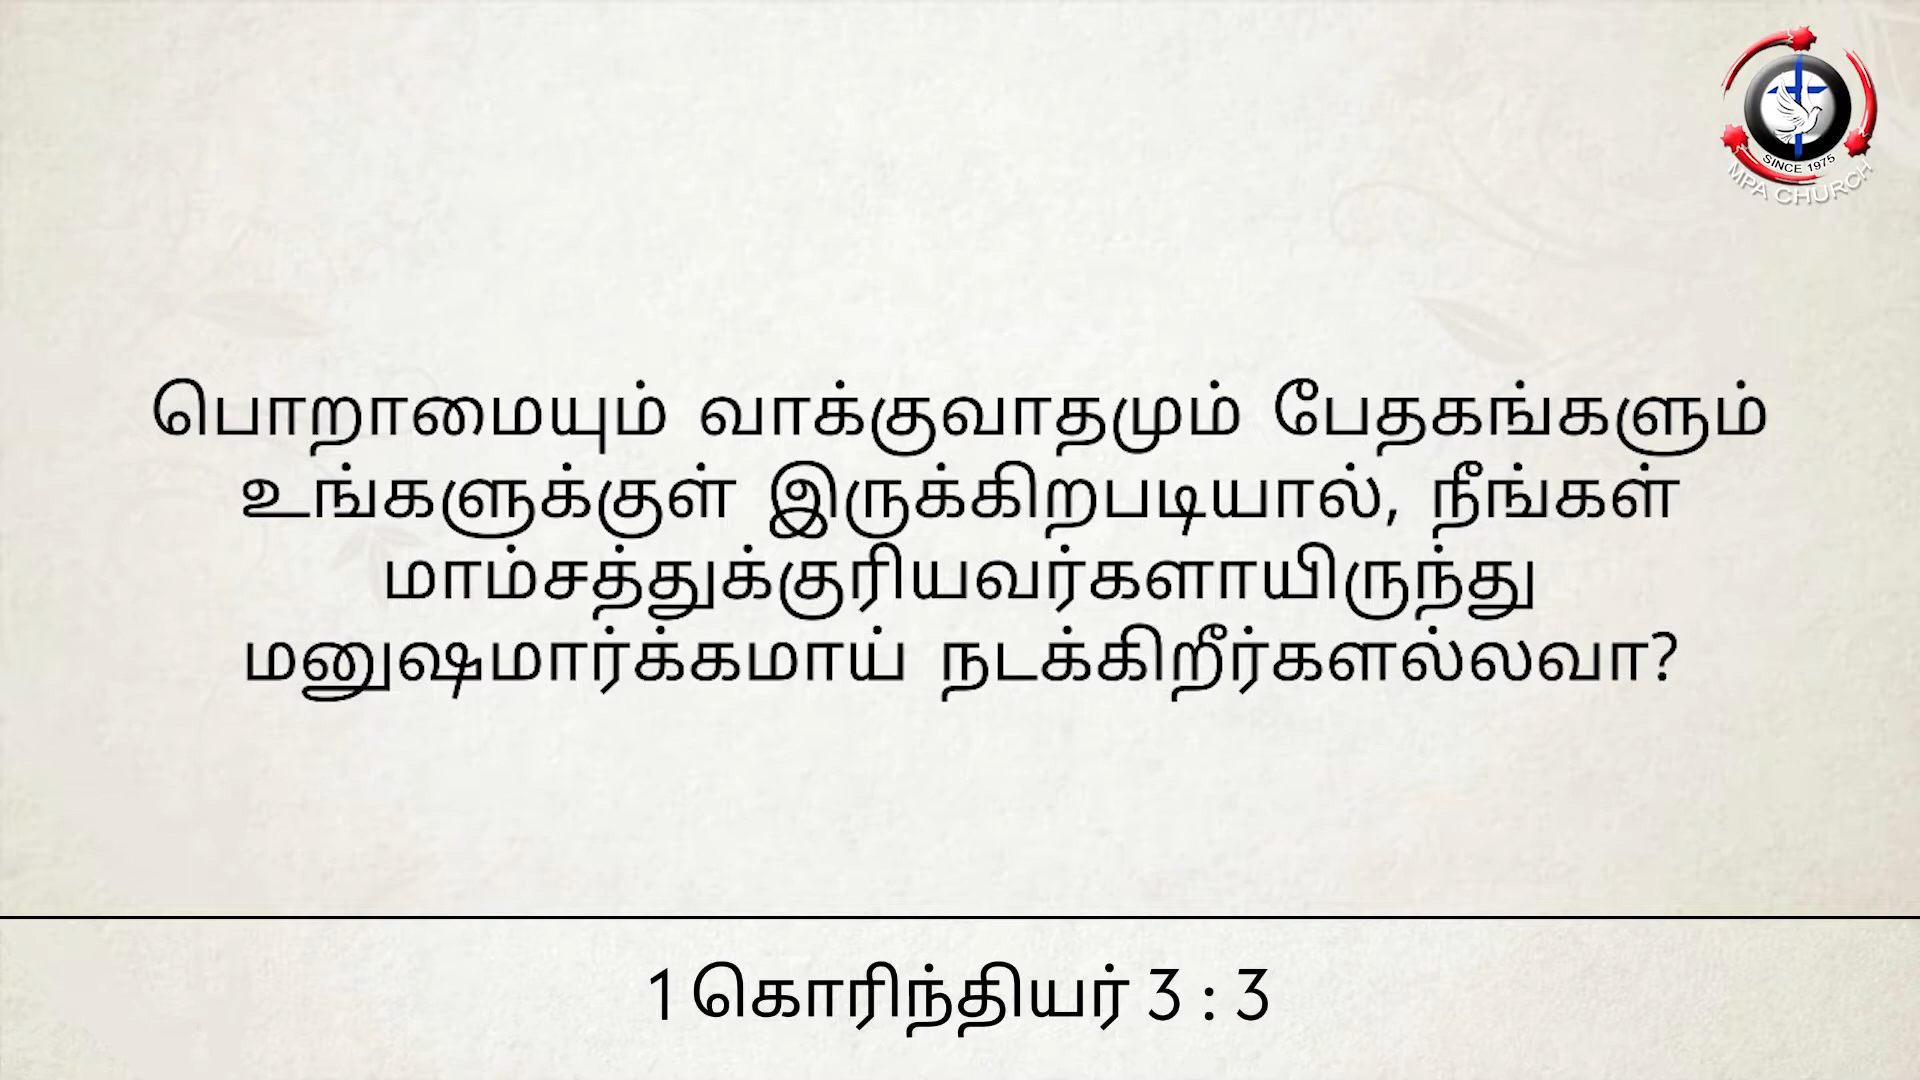 SINCE 1975
MPA CHURCH
பொறாமையும் வாக்குவாதமும் பேதகங்களும்
உங்களுக்குள் இருக்கிறபடியால், நீங்கள்
மாம்சத்துக்குரியவர்களாயிருந்து
மனுஷமார்க்கமாய் நடக்கிறீர்களல்லவா?
1 கொரிந்தியர் 3 : 3